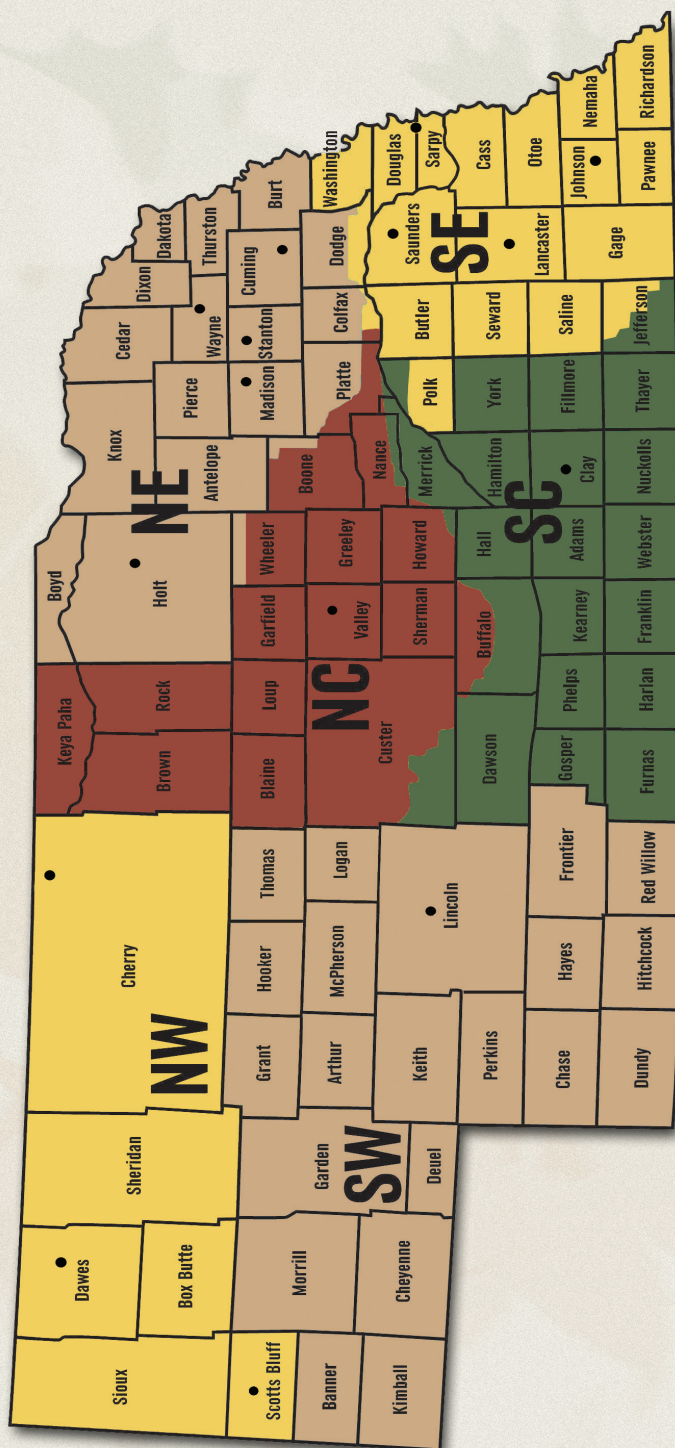 Sioux
Dawes
Box Butte
Sheridan
Cherry
NW
Keya Paha
Brown
Rock
Boyd
Holt
NE
Knox
Antelope
Cedar
Pierce
Dixon
Wayne
Dakota
Thurston
Scotts Bluff
Banner
Kimball
Morrill
Cheyenne
Garden
SW
Deuel
Grant
Hooker
Thomas
Blaine
Loup
Garfield
Wheeler
Boone
Madison
Stanton
Cuming
Burt
Arthur
McPherson
Logan
NC
Custer
Valley
Greeley
Nance
Platte
Colfax
Dodge
Washington
Keith
Lincoln
Sherman
Howard
Merrick
Polk
Butler
Saunders
SE
Douglas
Sarpy
Perkins
Dawson
Buffalo
Hall
Hamilton
York
Seward
Lancaster
Cass
Otoe
Chase
Hayes
Frontier
Gosper
Phelps
Kearney
Adams
SC
Clay
Fillmore
Saline
Gage
Johnson
Nemaha
Dundy
Hitchcock
Red Willow
Furnas
Harlan
Franklin
Webster
Nuckolls
Thayer
Jefferson
Pawnee
Richardson